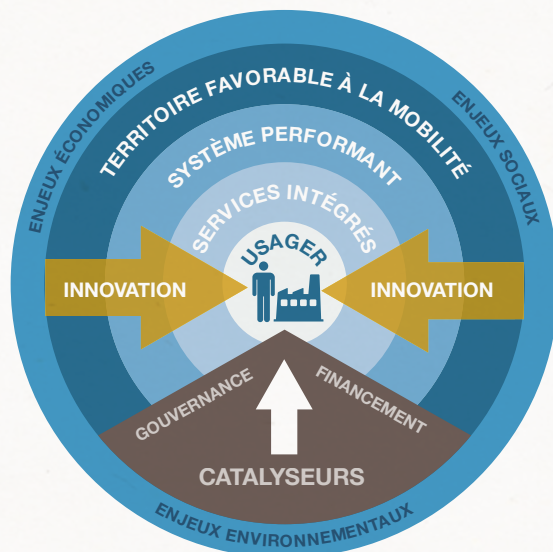 ENJEUX ÉCONOMIQUES
ENJEUX SOCIAUX
TERRITOIRE FAVORABLE À LA MOBILITÉ
SYSTÈME PERFORMANT
SERVICES INTÉGRÉS
USAGER
INNOVATION
INNOVATION
GOUVERNANCE
FINANCEMENT
CATALYSEURS
ENJEUX ENVIRONNEMENTAUX